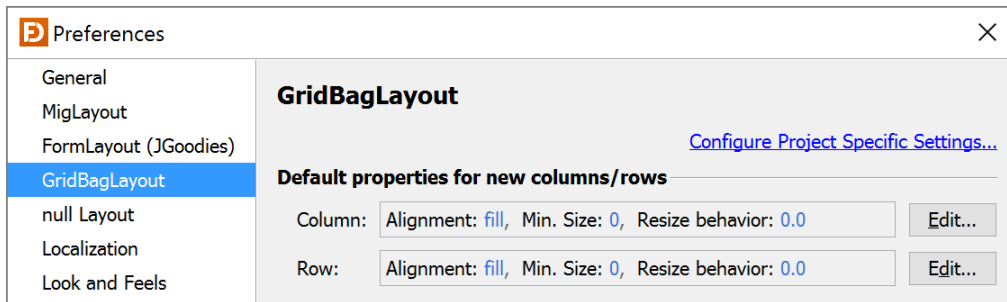 Preferences
General
MigLayout
FormLayout (JGoodies)
GridBagLayout
null Layout
Localization
Look and Feels
GridBagLayout
Configure Project Specific Settings...
Default properties for new columns/rows
Column: Alignment: fill, Min. Size: 0, Resize behavior: 0.0 Edit...
Row: Alignment: fill, Min. Size: 0, Resize behavior: 0.0 Edit...